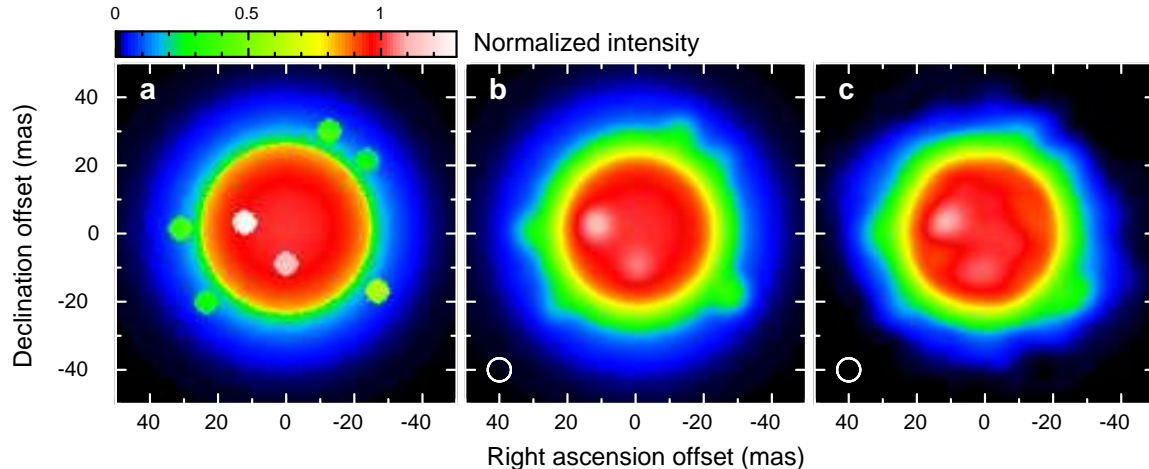 0 0.5 1
Normalized intensity
a b c
40
20
0
-20
-40
Declination offset (mas)
40 20 0 -20 -40 40 20 0 -20 -40 40 20 0 -20 -40
Right ascension offset (mas)